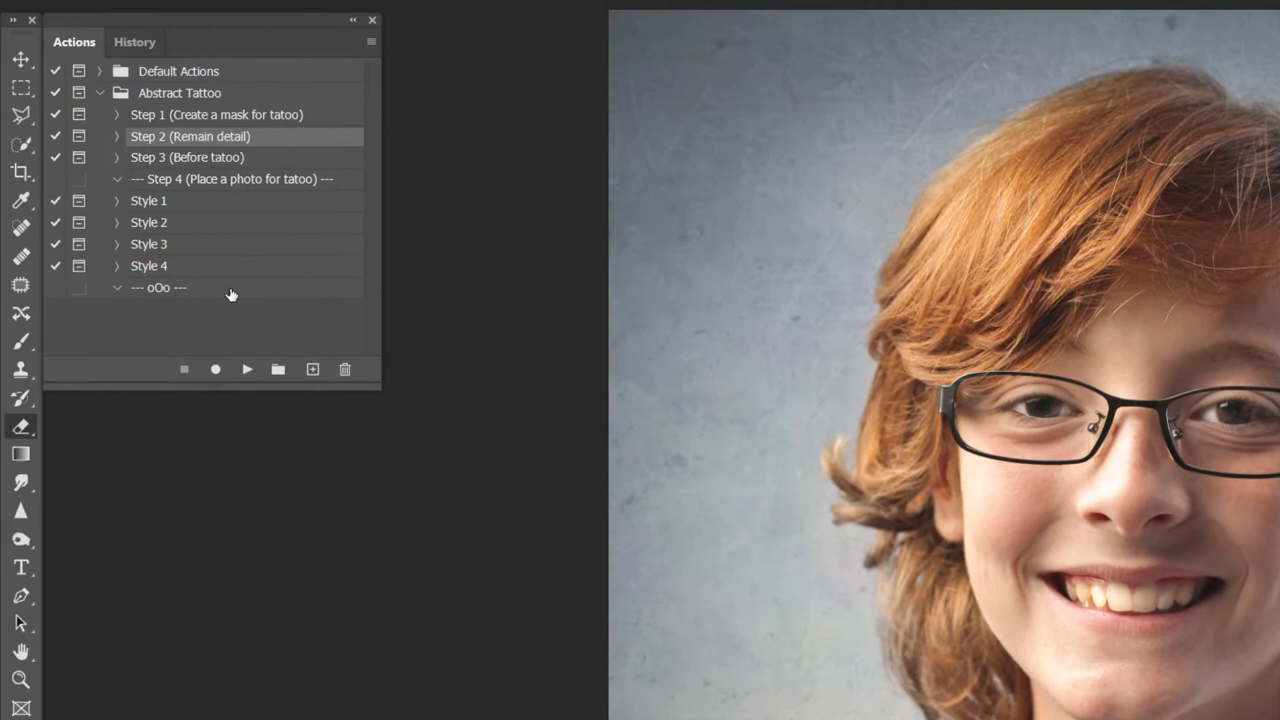 Actions
History
Default Actions
Abstract Tattoo
Step 1 (Create a mask for tatoo)
Step 2 (Remain detail)
Step 3 (Before tatoo)
--- Step 4 (Place a photo for tatoo) ---
Style 1
Style 2
Style 3
Style 4
--- oOo ---